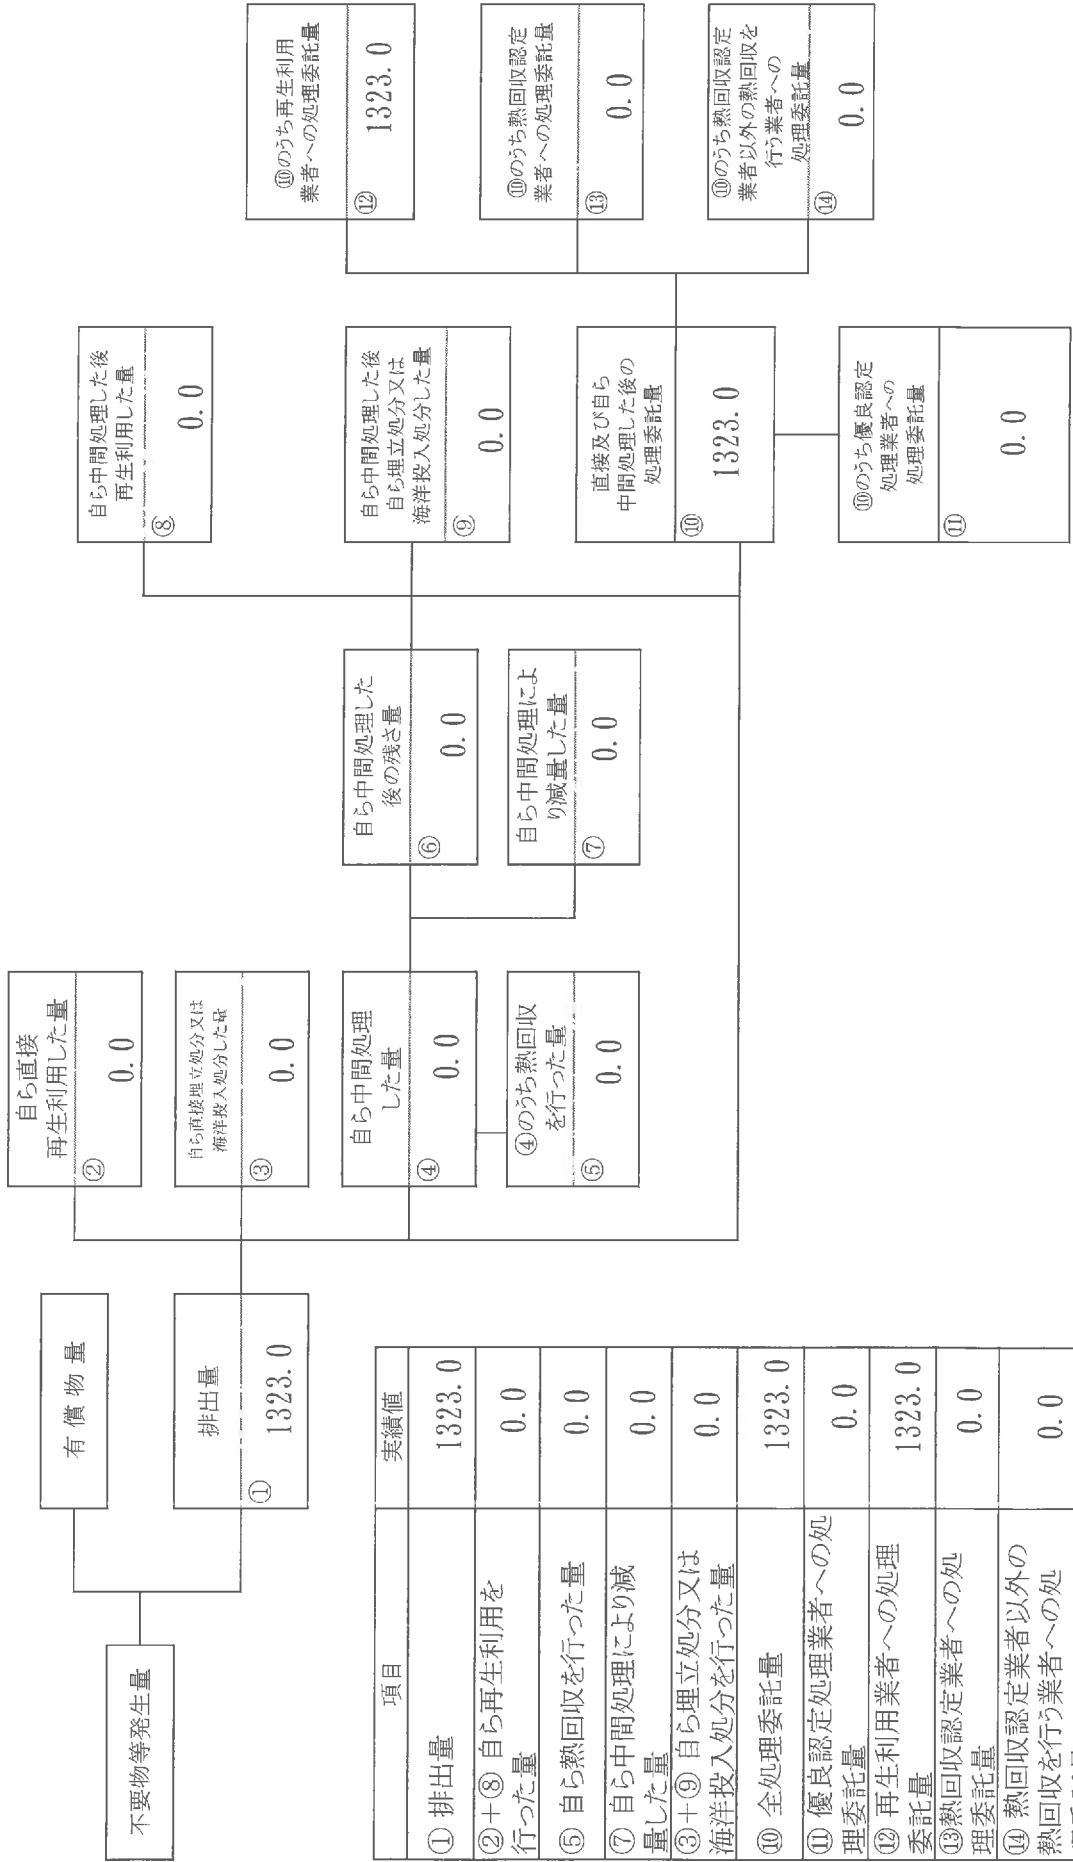 不要物等発生量
有 償 物 量
排出量
①
1323.0
自ら直接
再生利用した量
②
0.0
自ら直接埋立処分又は
海洋投入処分した量
③
0.0
自ら中間処理
した量
④
0.0
④のうち熱回収
を行った量
⑤
0.0
自ら中間処理した
後の残さ量
⑥
0.0
自ら中間処理によ
り減量した量
⑦
0.0
自ら中間処理した後
再生利用した量
⑧
0.0
自ら中間処理した後
自ら埋立処分又は
海洋投入処分した量
⑨
0.0
直接及び自ら
中間処理した後の
処理委託量
⑩
1323.0
⑩のうち優良認定
処理業者への
処理委託量
⑪
0.0
⑩のうち再生利用
業者への処理委託量
⑫
1323.0
⑩のうち熱回収認定
業者への処理委託量
⑬
0.0
⑩のうち熱回収認定
業者以外の熱回収を
行う業者への
処理委託量
⑭
0.0
項目 実績値
① 排出量 1323.0
②+⑧ 自ら再生利用を
行った量 0.0
⑤ 自ら熱回収を行った量 0.0
⑦ 自ら中間処理により減
量した量 0.0
③+⑨ 自ら埋立処分又は
海洋投入処分を行った量 0.0
⑩ 全処理委託量 1323.0
⑪ 優良認定処理業者への処
理委託量 0.0
⑫ 再生利用業者への処理
委託量 1323.0
⑬熱回収認定業者への処
理委託量 0.0
⑭ 熱回収認定業者以外の
熱回収を行う業者への処 0.0